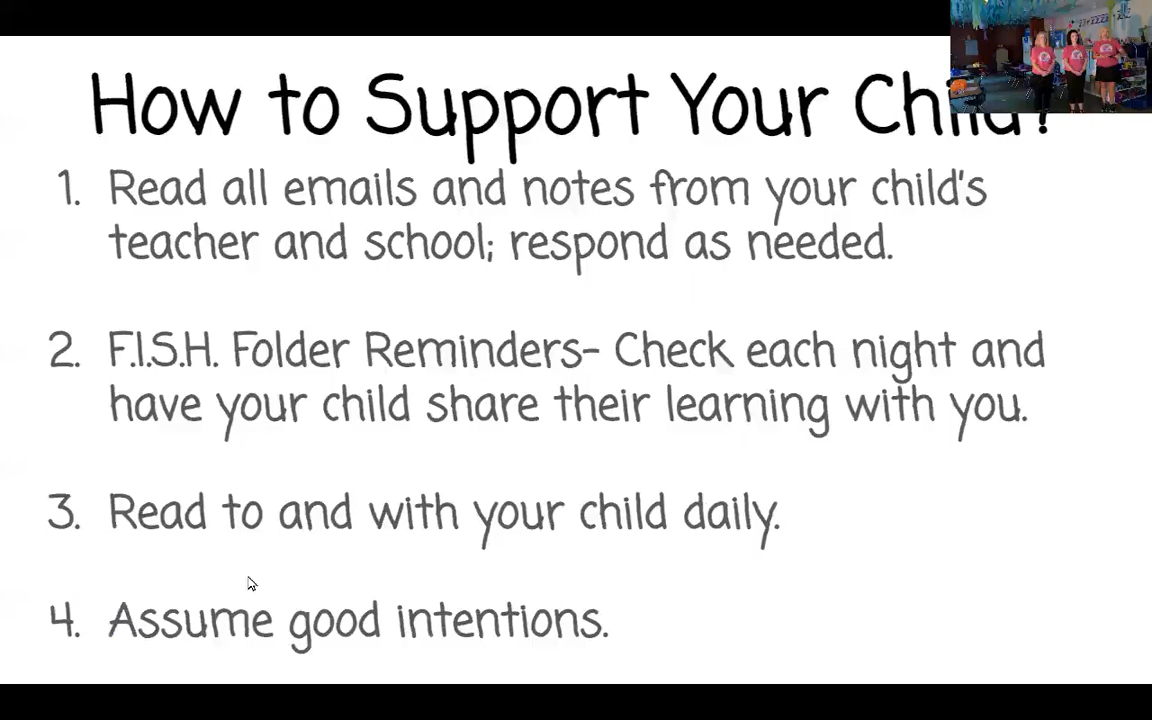 How to Support Your Child?
1. Read all emails and notes from your child's
teacher and school; respond as needed.
2. F.I.S.H. Folder Reminders- Check each night and
have your child share their learning with you.
3. Read to and with your child daily.
4. Assume good intentions.